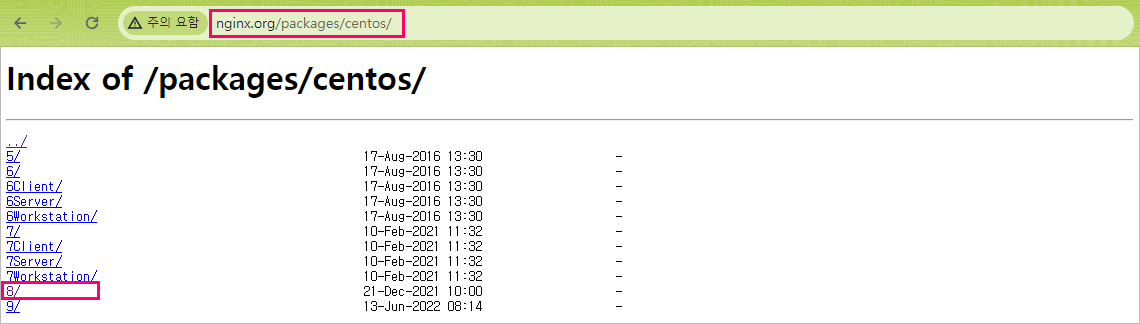 주의 요함 nginx.org/packages/centos/
Index of /packages/centos/
../
5/ 17-Aug-2016 13:30 -
6/ 17-Aug-2016 13:30 -
6Client/ 17-Aug-2016 13:30 -
6Server/ 17-Aug-2016 13:30 -
6Workstation/ 17-Aug-2016 13:30 -
7/ 10-Feb-2021 11:32 -
7Client/ 10-Feb-2021 11:32 -
7Server/ 10-Feb-2021 11:32 -
7Workstation/ 10-Feb-2021 11:32 -
8/ 21-Dec-2021 10:00 -
9/ 13-Jun-2022 08:14 -